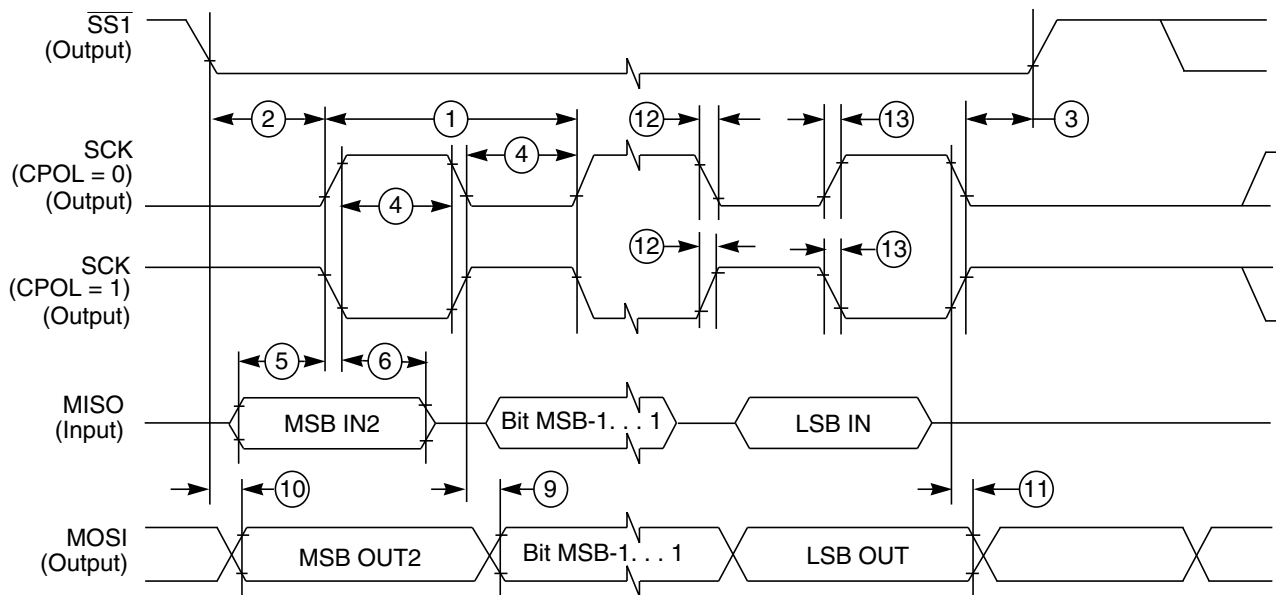 SS1
(Output)
2
1
12
13
3
SCK
(CPOL = 0)
(Output)
4
4
12
13
SCK
(CPOL = 1)
(Output)
5
6
MISO
(Input)
MSB IN2
Bit MSB-1. . . 1
LSB IN
10
9
11
MOSI
(Output)
MSB OUT2
Bit MSB-1. . . 1
LSB OUT